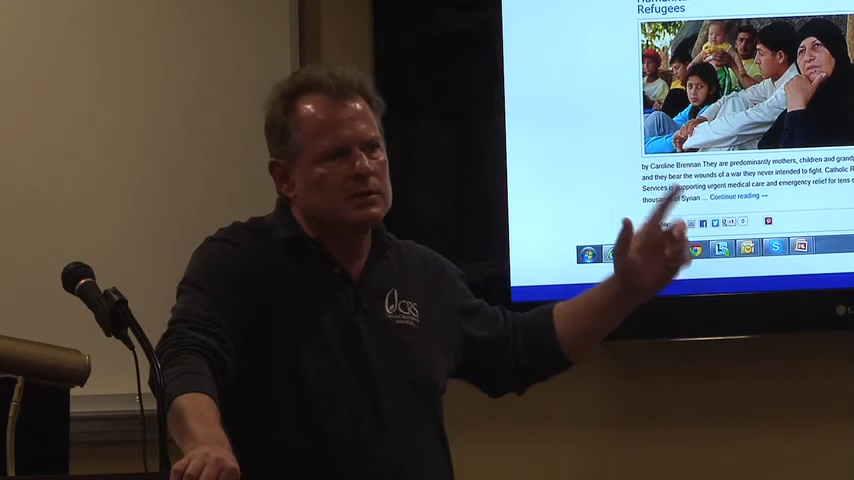 Refugees
by Caroline Brennan They are predominantly mothers, children and
and they bear the wounds of a war they never intended to fight. Catholic
Services is supporting urgent medical care and emergency relief for tens
thousands of Syrian ... Continue reading →
0
CRS
LG